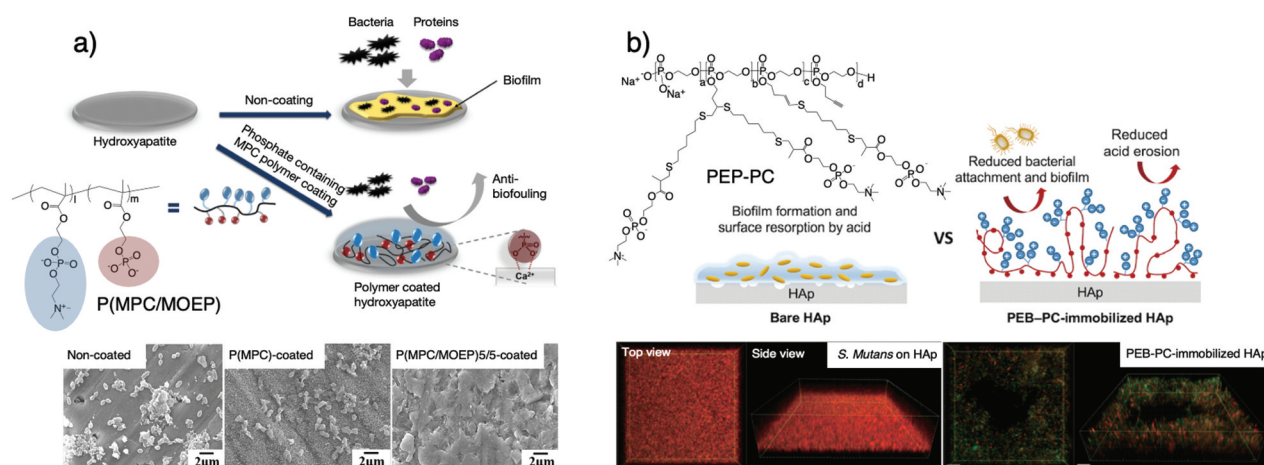 a)
Bacteria
Proteins
Biofilm
Non-coating
Hydroxyapatite
Phosphate containing
MPC polymer coating
Anti-
biofouling
l
m
=
O
O
O
O
O
O
-O-P=O
O-P-O-
O
O-
N+-
P(MPC/MOEP)
P=O
Ca2+
Polymer coated
hydroxyapatite
Non-coated
P(MPC)-coated
P(MPC/MOEP)5/5-coated
2μm
2μm
2μm
b)
Na+-O
O-Na+
a
b
c
d
H
S
S
S
S
S
PEP-PC
Biofilm formation and
surface resorption by acid
HAp
Bare HAp
VS
Reduced bacterial
attachment and biofilm
Reduced
acid erosion
HAp
PEB–PC-immobilized HAp
Top view
Side view
S. Mutans on HAp
PEB-PC-immobilized HAp